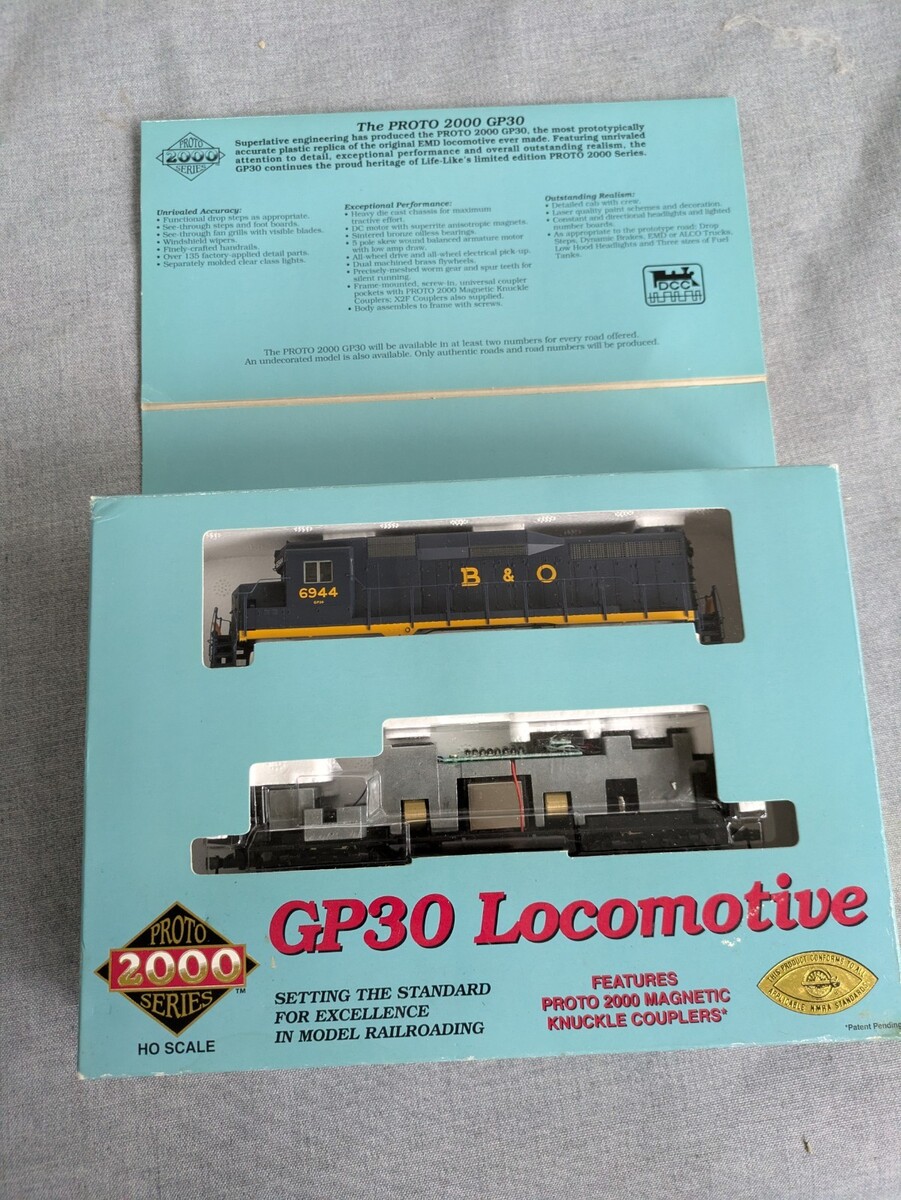 The PROTO 2000 GP30
PROTO
2000
SERIES
Superlative engineering has produced the PROTO 2000 GP30, the most prototypically
accurate plastic replica of the original EMD locomotive ever made. Featuring unrivaled
attention to detail, exceptional performance and overall outstanding realism, the
GP30 continues the proud heritage of Life-Like's limited edition PROTO 2000 Series.
Unrivaled Accuracy:
• Functional drop steps as appropriate.
• See-through steps and foot boards.
• See-through fan grills with visible blades.
• Windshield wipers.
• Finely-crafted handrails.
• Over 135 factory-applied detail parts.
• Separately molded clear class lights.
Exceptional Performance:
• Heavy die cast chassis for maximum
tractive effort.
• DC motor with superrite anisotropic magnets.
• Sintered bronze oilless bearings.
• 5 pole skew wound balanced armature motor
with low amp draw.
• All-wheel drive and all-wheel electrical pick-up.
• Dual machined brass flywheels.
• Precisely-meshed worm gear and spur teeth for
silent running.
• Frame-mounted, screw-in, universal coupler
pockets with PROTO 2000 Magnetic Knuckle
Couplers; X2F Couplers also supplied.
• Body assembles to frame with screws.
Outstanding Realism:
• Detailed cab with crew.
• Laser quality paint schemes and decoration.
• Constant and directional headlights and lighted
number boards.
• As appropriate to the prototype road: Drop
Steps, Dynamic Brakes, EMD or ALCO Trucks,
Low Hood Headlights and Three sizes of Fuel
Tanks.
DCC
The PROTO 2000 GP30 will be available in at least two numbers for every road offered.
An undecorated model is also available. Only authentic roads and road numbers will be produced.
6944
GP30
B & O
PROTO
2000
SERIES
TM
HO SCALE
GP30 Locomotive
SETTING THE STANDARD
FOR EXCELLENCE
IN MODEL RAILROADING
FEATURES
PROTO 2000 MAGNETIC
KNUCKLE COUPLERS*
THIS PRODUCT CONFORMS TO ALL
APPLICABLE NMRA STANDARDS
*Patent Pending